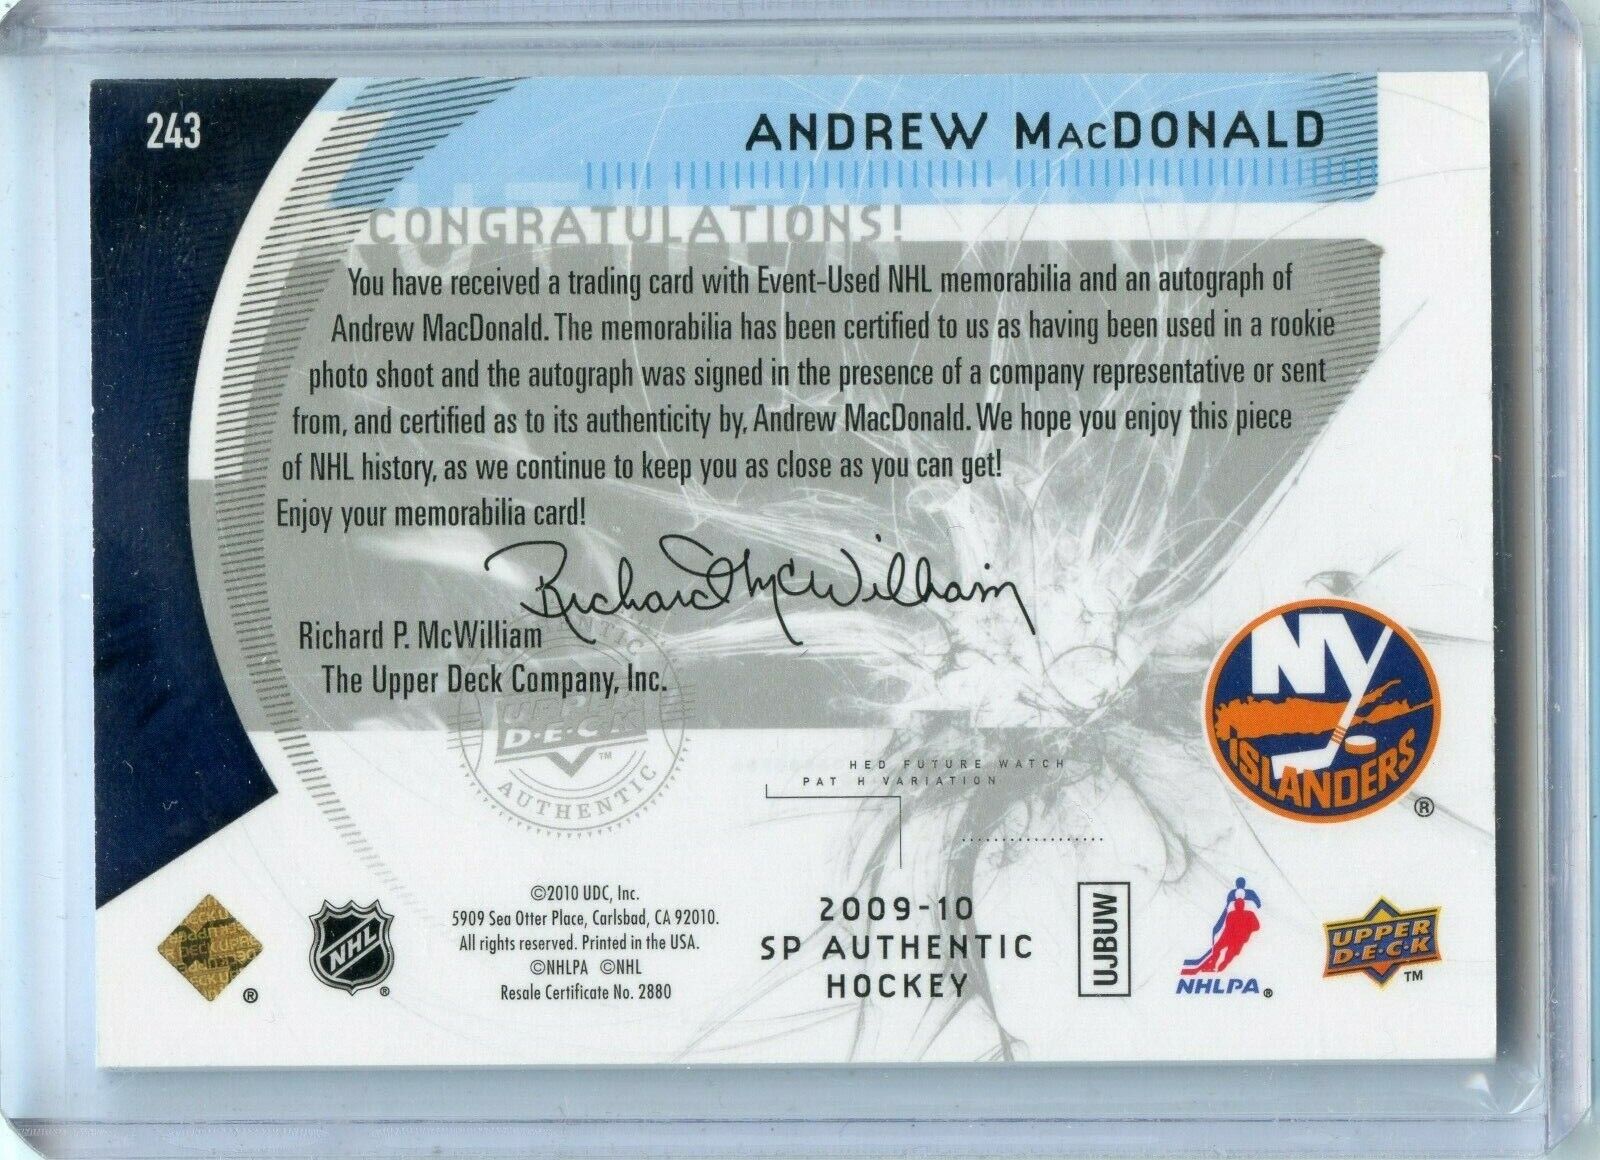 243
ANDREW MACDONALD
CONGRATULATIONS!
You have received a trading card with Event-Used NHL memorabilia and an autograph of
Andrew MacDonald. The memorabilia has been certified to us as having been used in a rookie
photo shoot and the autograph was signed in the presence of a company representative or sent
from, and certified as to its authenticity by, Andrew MacDonald. We hope you enjoy this piece
of NHL history, as we continue to keep you as close as you can get!
Enjoy your memorabilia card!
Richard McWilliam
Richard P. McWilliam
The Upper Deck Company, Inc.
UPPER
D·E·C·K
TM
AUTHENTIC
HED FUTURE WATCH
PAT H VARIATION
NY
ISLANDERS
®
®
NHL
®
©2010 UDC, Inc.
5909 Sea Otter Place, Carlsbad, CA 92010.
All rights reserved. Printed in the USA.
©NHLPA ©NHL
Resale Certificate No. 2880
2009-10
SP AUTHENTIC
HOCKEY
UJBUW
NHLPA®
UPPER
D·E·C·K
TM